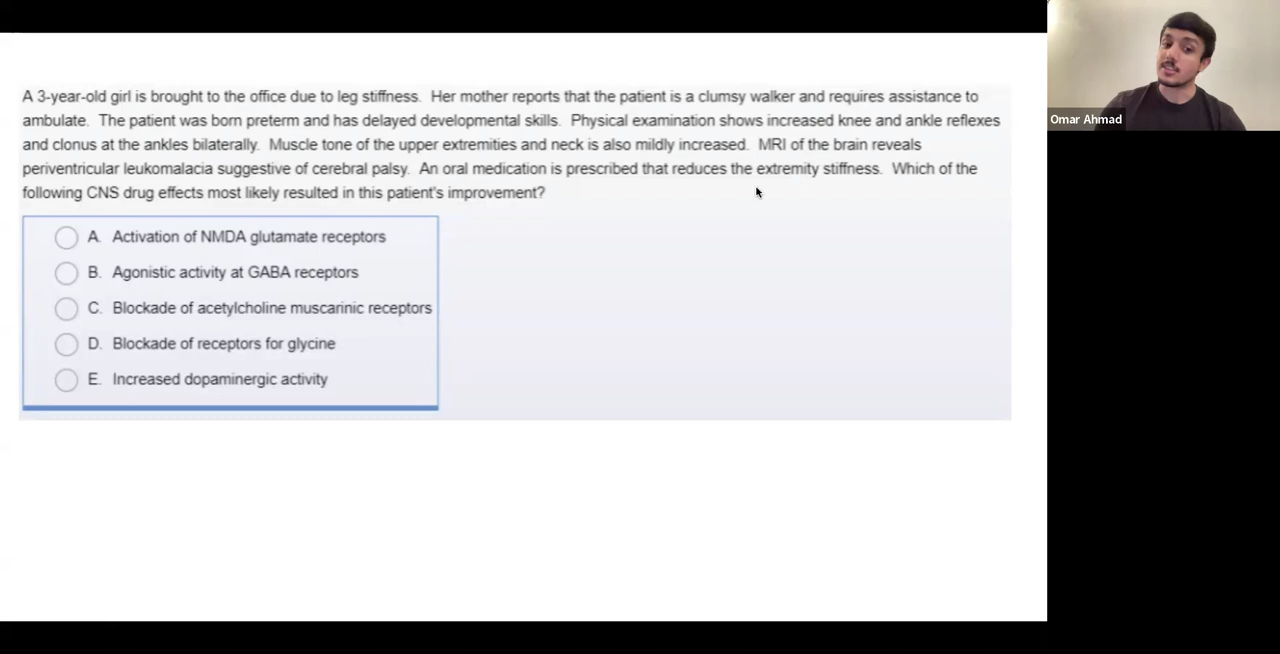 A 3-year-old girl is brought to the office due to leg stiffness. Her mother reports that the patient is a clumsy walker and requires assistance to
ambulate. The patient was born preterm and has delayed developmental skills. Physical examination shows increased knee and ankle reflexes
and clonus at the ankles bilaterally. Muscle tone of the upper extremities and neck is also mildly increased. MRI of the brain reveals
periventricular leukomalacia suggestive of cerebral palsy. An oral medication is prescribed that reduces the extremity stiffness. Which of the
following CNS drug effects most likely resulted in this patient's improvement?
A. Activation of NMDA glutamate receptors
B. Agonistic activity at GABA receptors
C. Blockade of acetylcholine muscarinic receptors
D. Blockade of receptors for glycine
E. Increased dopaminergic activity
Omar Ahmad